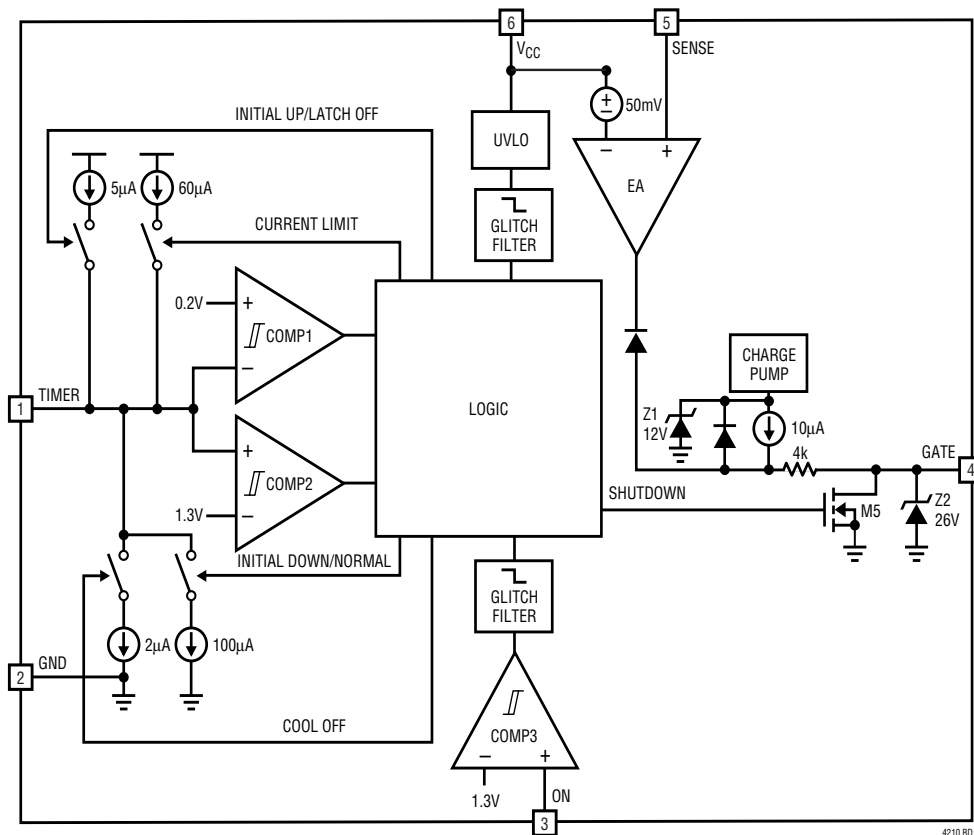 6
VCC
5
SENSE
50mV
INITIAL UP/LATCH OFF
UVLO
EA
5µA
60µA
CURRENT LIMIT
GLITCH
FILTER
0.2V
COMP1
CHARGE
PUMP
1
TIMER
LOGIC
Z1
12V
10µA
4k
GATE
4
COMP2
SHUTDOWN
1.3V
M5
Z2
26V
INITIAL DOWN/NORMAL
GLITCH
FILTER
2µA
100µA
2
GND
COOL OFF
COMP3
1.3V
ON
3
4210 BD